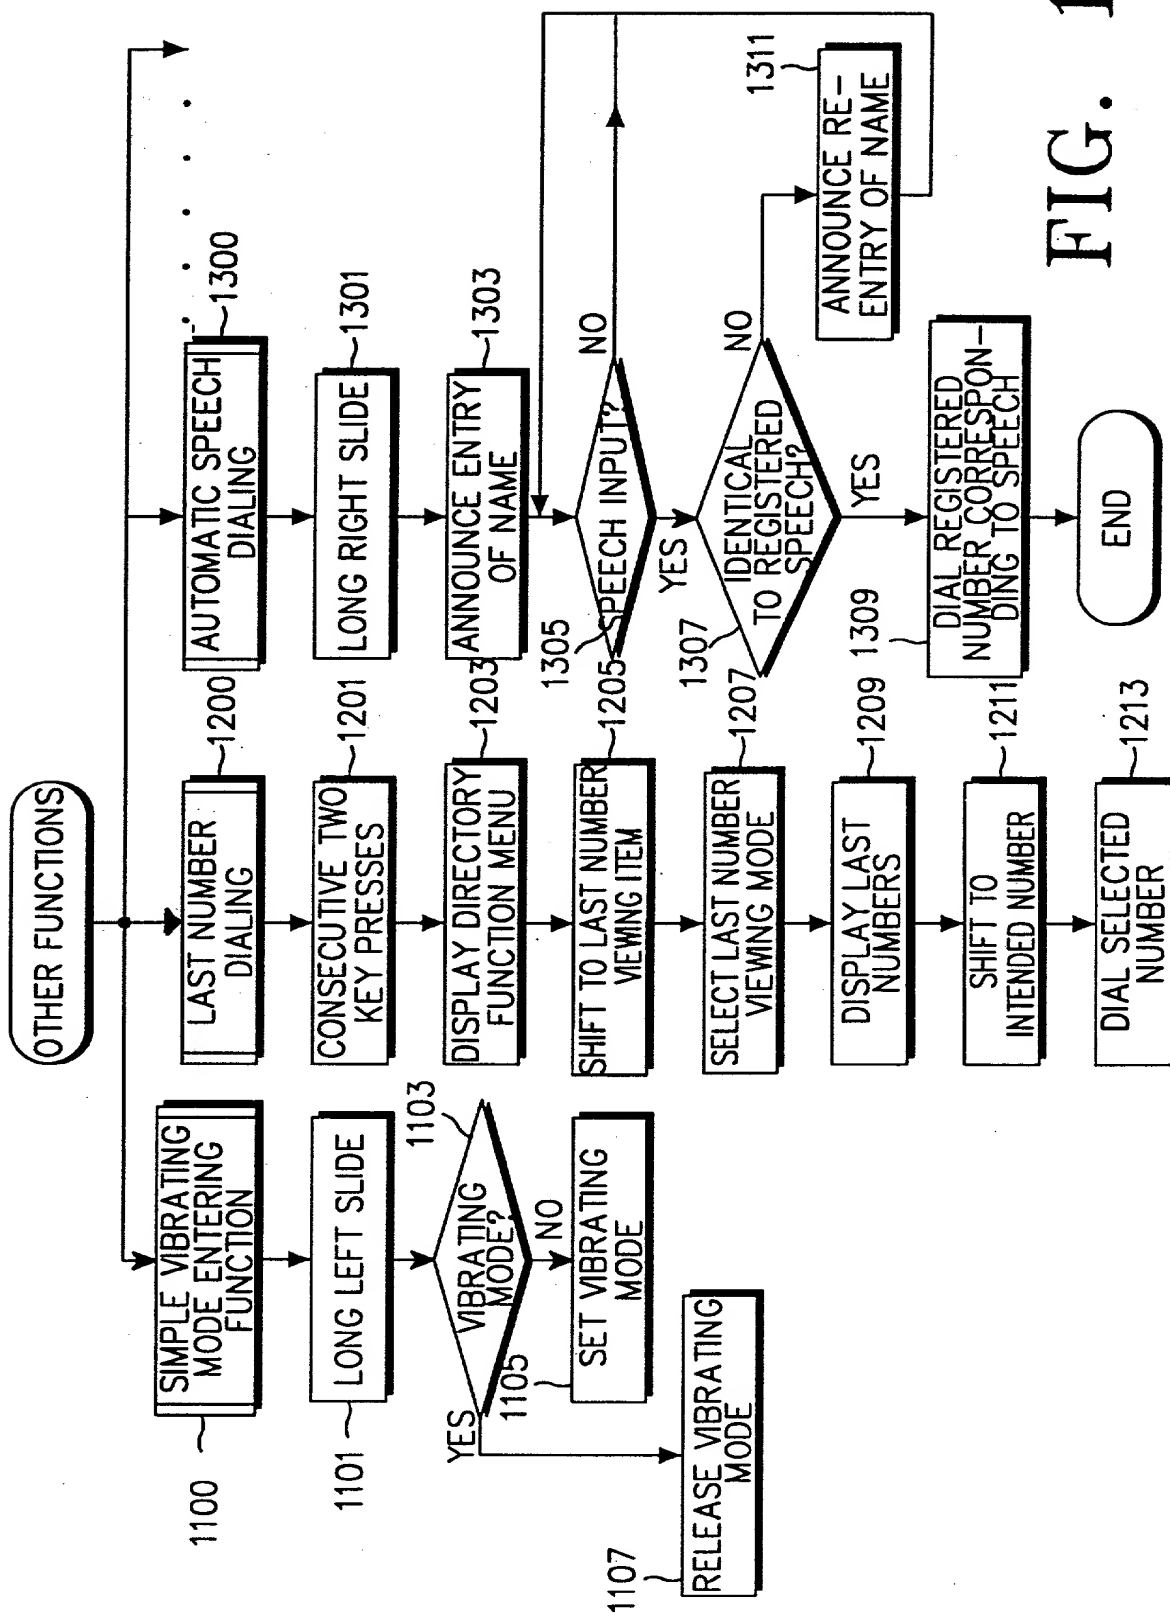 OTHER FUNCTIONS
SIMPLE VIBRATING
MODE ENTERING
FUNCTION
1100
LONG LEFT SLIDE
1101
VIBRATING
MODE?
1103
YES
NO
SET VIBRATING
MODE
1105
RELEASE VIBRATING
MODE
1107
LAST NUMBER
DIALING
1200
CONSECUTIVE TWO
KEY PRESSES
1201
DISPLAY DIRECTORY
FUNCTION MENU
1203
SHIFT TO LAST NUMBER
VIEWING ITEM
1205
SELECT LAST NUMBER
VIEWING MODE
1207
DISPLAY LAST
NUMBERS
1209
SHIFT TO
INTENDED NUMBER
1211
DIAL SELECTED
NUMBER
1213
AUTOMATIC SPEECH
DIALING
1300
LONG RIGHT SLIDE
1301
ANNOUNCE ENTRY
OF NAME
1303
SPEECH INPUT?
1305
NO
YES
IDENTICAL
TO REGISTERED
SPEECH?
1307
NO
YES
ANNOUNCE RE-
ENTRY OF NAME
1311
DIAL REGISTERED
NUMBER CORRESPON-
DING TO SPEECH
1309
END
FIG. 1